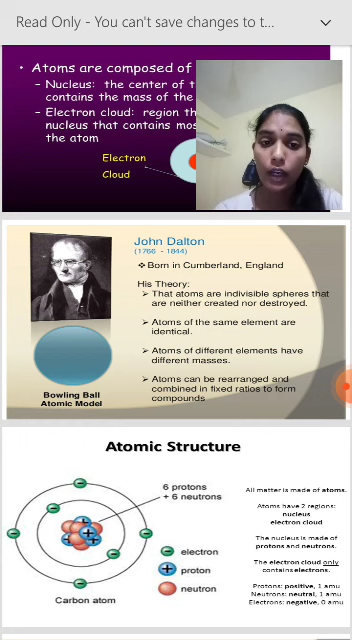 Read Only - You can't save changes to t...
• Atoms are composed of
– Nucleus: the center of t
contains the mass of the
– Electron cloud: region th
nucleus that contains mos
the atom
Electron
Cloud
John Dalton
(1766 - 1844)
❖ Born in Cumberland, England
His Theory:
➢ That atoms are indivisible spheres that
are neither created nor destroyed.
➢ Atoms of the same element are
identical.
➢ Atoms of different elements have
different masses.
➢ Atoms can be rearranged and
combined in fixed ratios to form
compounds
Bowling Ball
Atomic Model
Atomic Structure
6 protons
+ 6 neutrons
electron
proton
neutron
Carbon atom
All matter is made of atoms.
Atoms have 2 regions:
nucleus
electron cloud
The nucleus is made of
protons and neutrons.
The electron cloud only
contains electrons.
Protons: positive, 1 amu
Neutrons: neutral, 1 amu
Electrons: negative, 0 amu